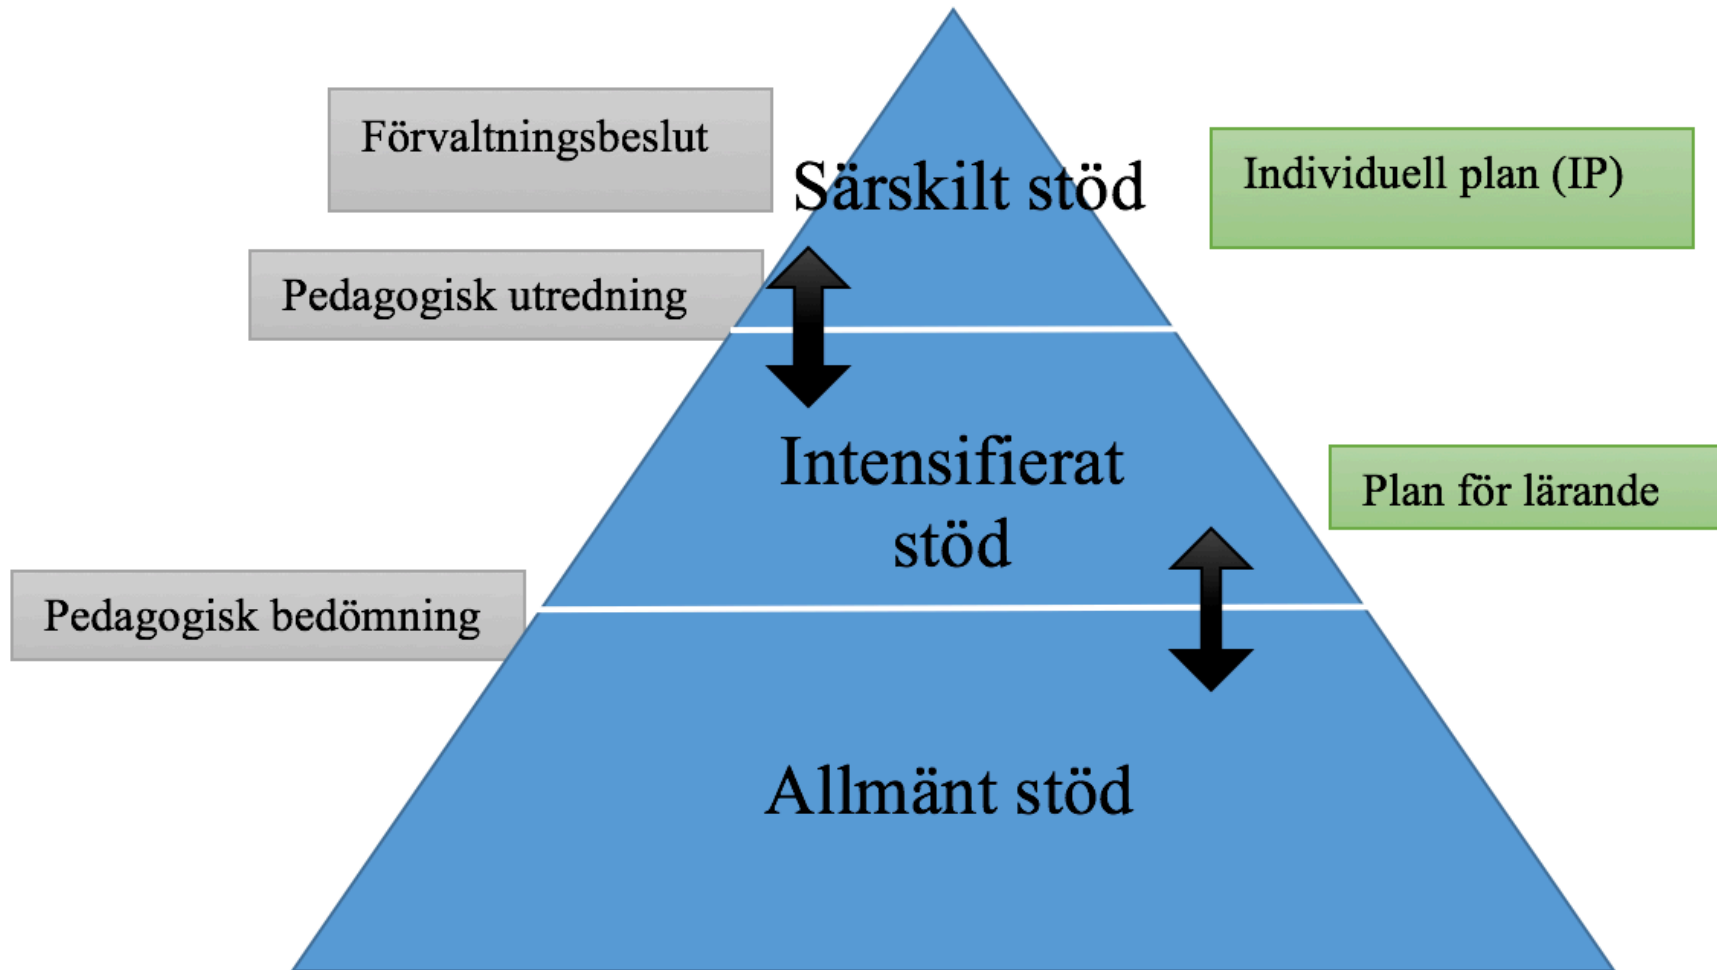 Förvaltningsbeslut
Särskilt stöd
Individuell plan (IP)
Pedagogisk utredning
Intensifierat
stöd
Plan för lärande
Pedagogisk bedömning
Allmänt stöd